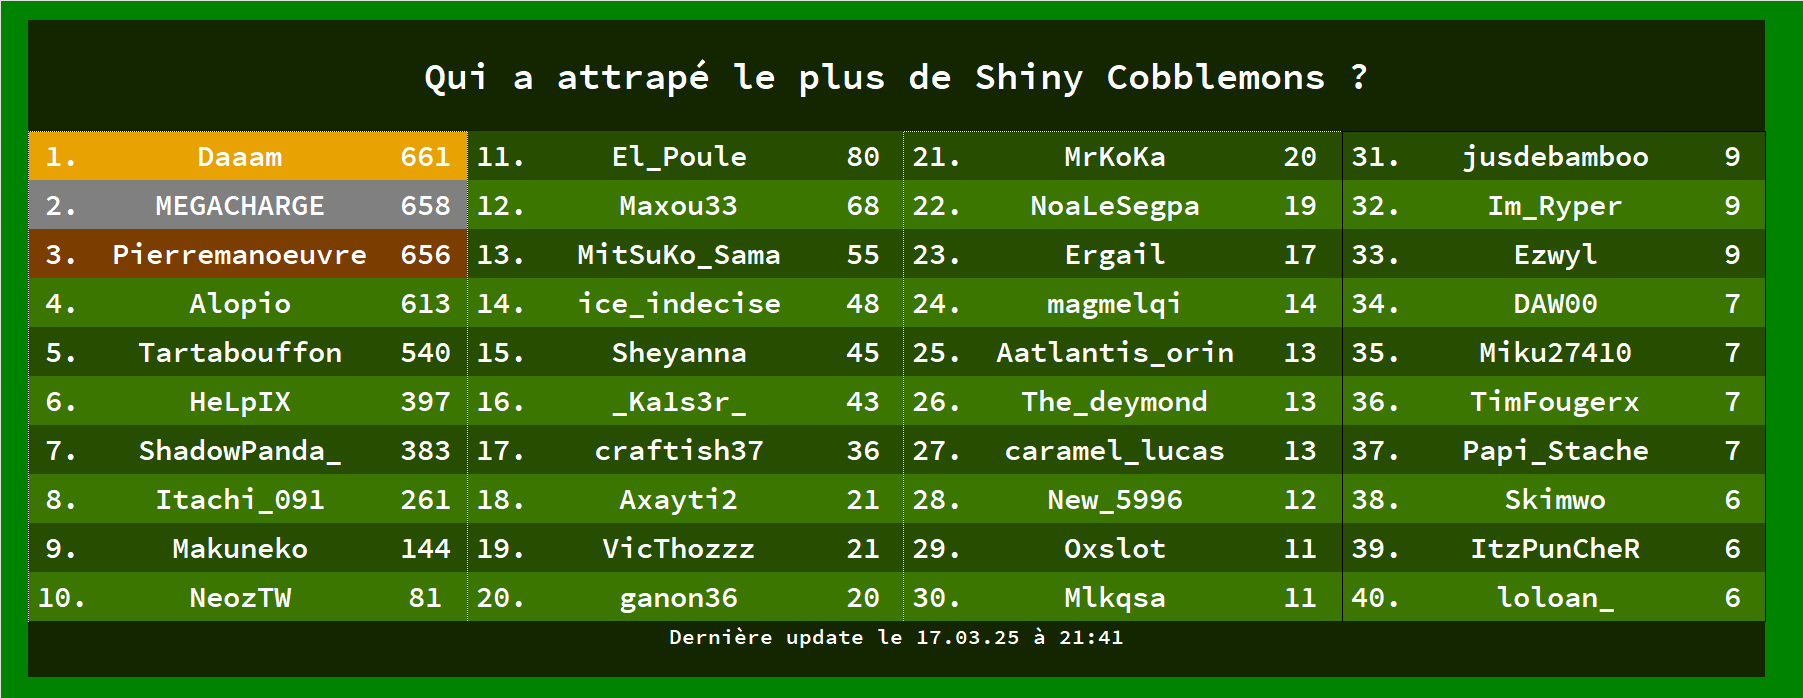 Qui a attrapé le plus de Shiny Cobblemons ?
1. Daaam 661 11. El_Poule 80 21. MrKoKa 20 31. jusdebamboo 9
2. MEGACHARGE 658 12. Maxou33 68 22. NoaLeSegpa 19 32. Im_Ryper 9
3. Pierremanoeuvre 656 13. MitSuKo_Sama 55 23. Ergail 17 33. Ezwyl 9
4. Alopio 613 14. ice_indecise 48 24. magmelqi 14 34. DAW00 7
5. Tartabouffon 540 15. Sheyanna 45 25. Aatlantis_orin 13 35. Miku27410 7
6. HeLpIX 397 16. _Ka1s3r_ 43 26. The_deymond 13 36. TimFougerx 7
7. ShadowPanda_ 383 17. craftish37 36 27. caramel_lucas 13 37. Papi_Stache 7
8. Itachi_091 261 18. Axayti2 21 28. New_5996 12 38. Skimwo 6
9. Makuneko 144 19. VicThozzz 21 29. Oxslot 11 39. ItzPunCheR 6
10. NeozTW 81 20. ganon36 20 30. Mlkqsa 11 40. loloan_ 6
Dernière update le 17.03.25 à 21:41